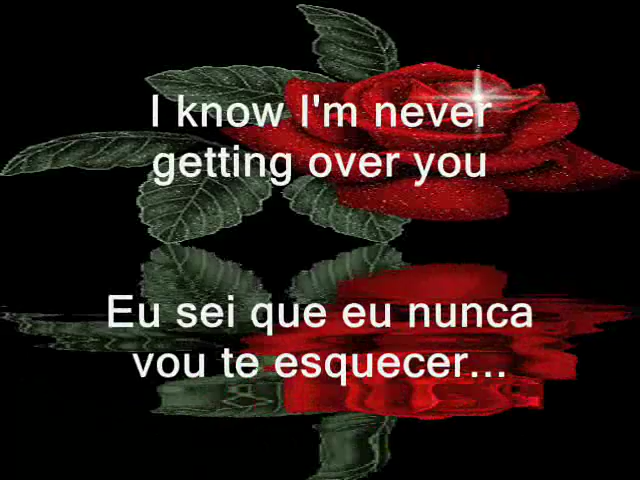 I know I'm never
getting over you
Eu sei que eu nunca
vou te esquecer...